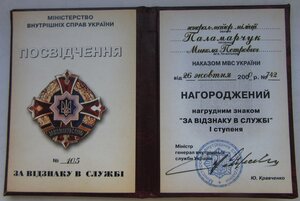 МІНІСТЕРСТВО
ВНУТРІШНІХ СПРАВ УКРАЇНИ
ПОСВІДЧЕННЯ
№ 105
ЗА ВІДЗНАКУ В СЛУЖБІ
генерал-майор міліції
Паламарчук
Микола Петрович
НАКАЗОМ МВС УКРАЇНИ
від 26 жовтня 200 р. № 742
НАГОРОДЖЕНИЙ
нагрудним знаком
"ЗА ВІДЗНАКУ В СЛУЖБІ"
І ступеня
Міністр
генерал внутрішньої
служби України
Ю. Кравченко